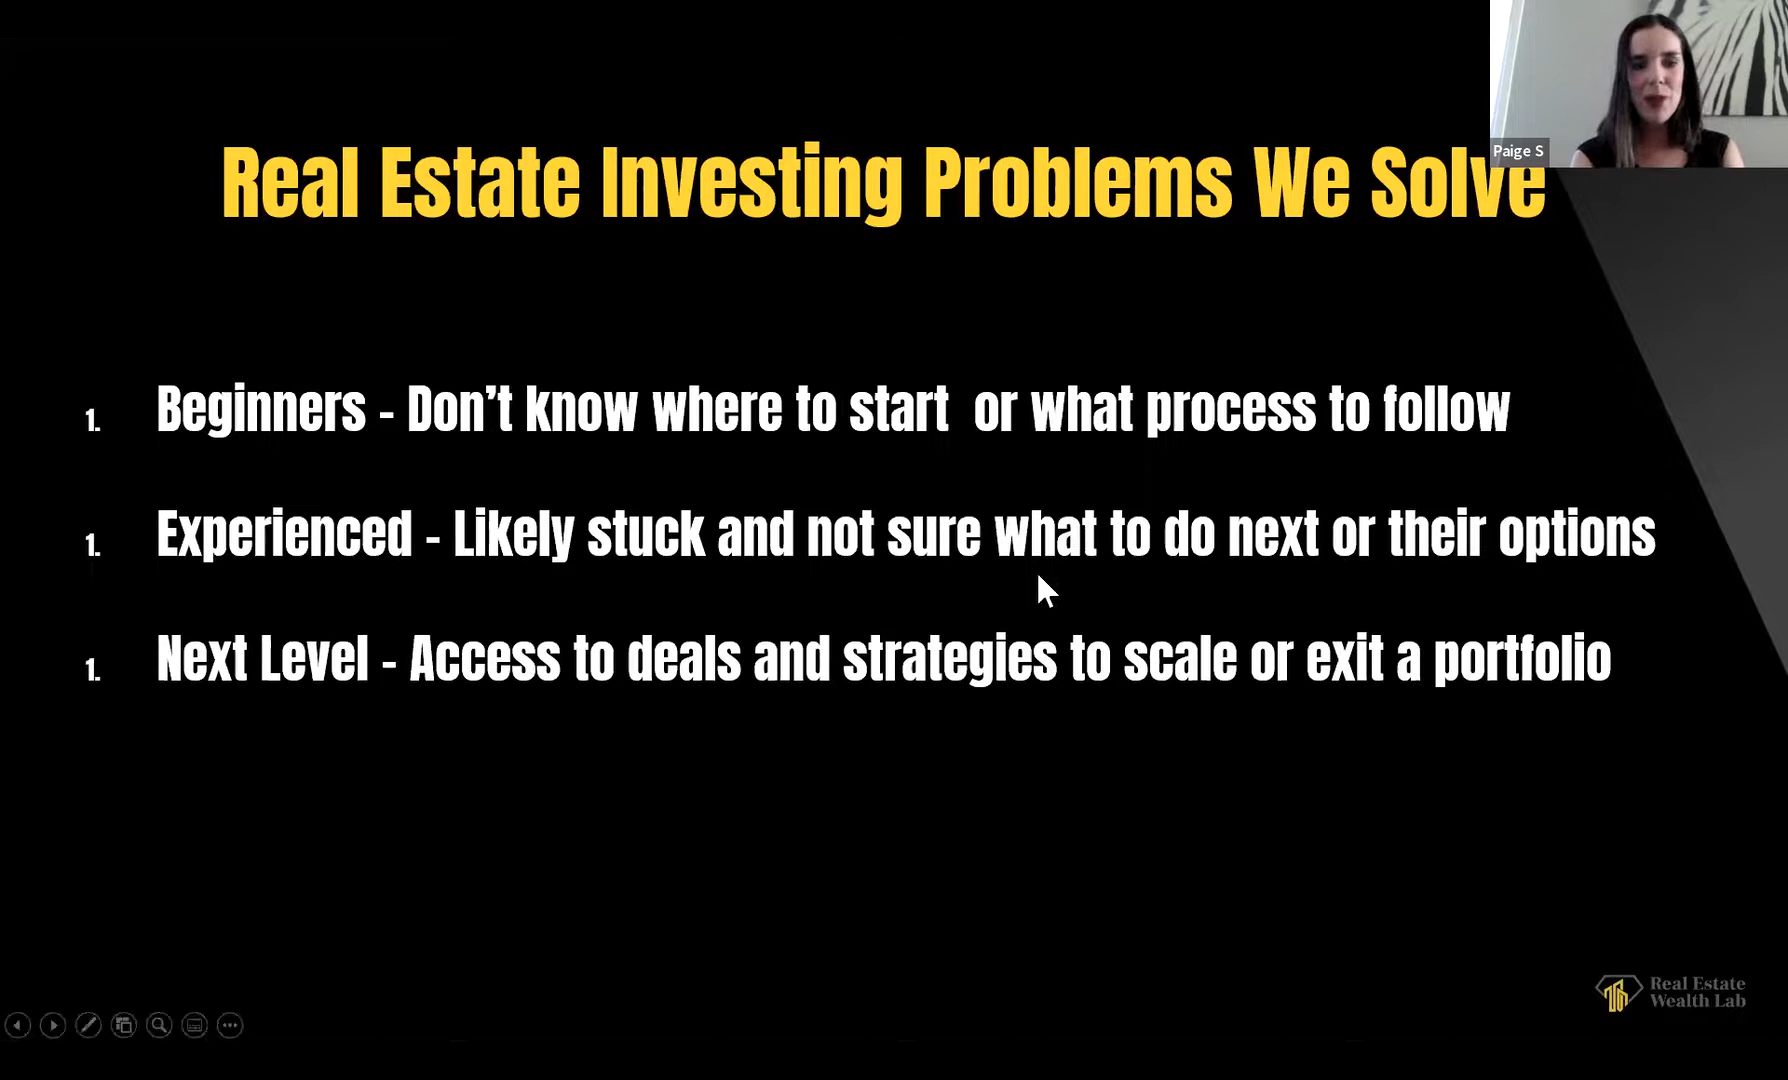 Paige S
Real Estate Investing Problems We Solve
1. Beginners - Don’t know where to start  or what process to follow
1. Experienced - Likely stuck and not sure what to do next or their options
1. Next Level - Access to deals and strategies to scale or exit a portfolio
Real Estate
Wealth Lab